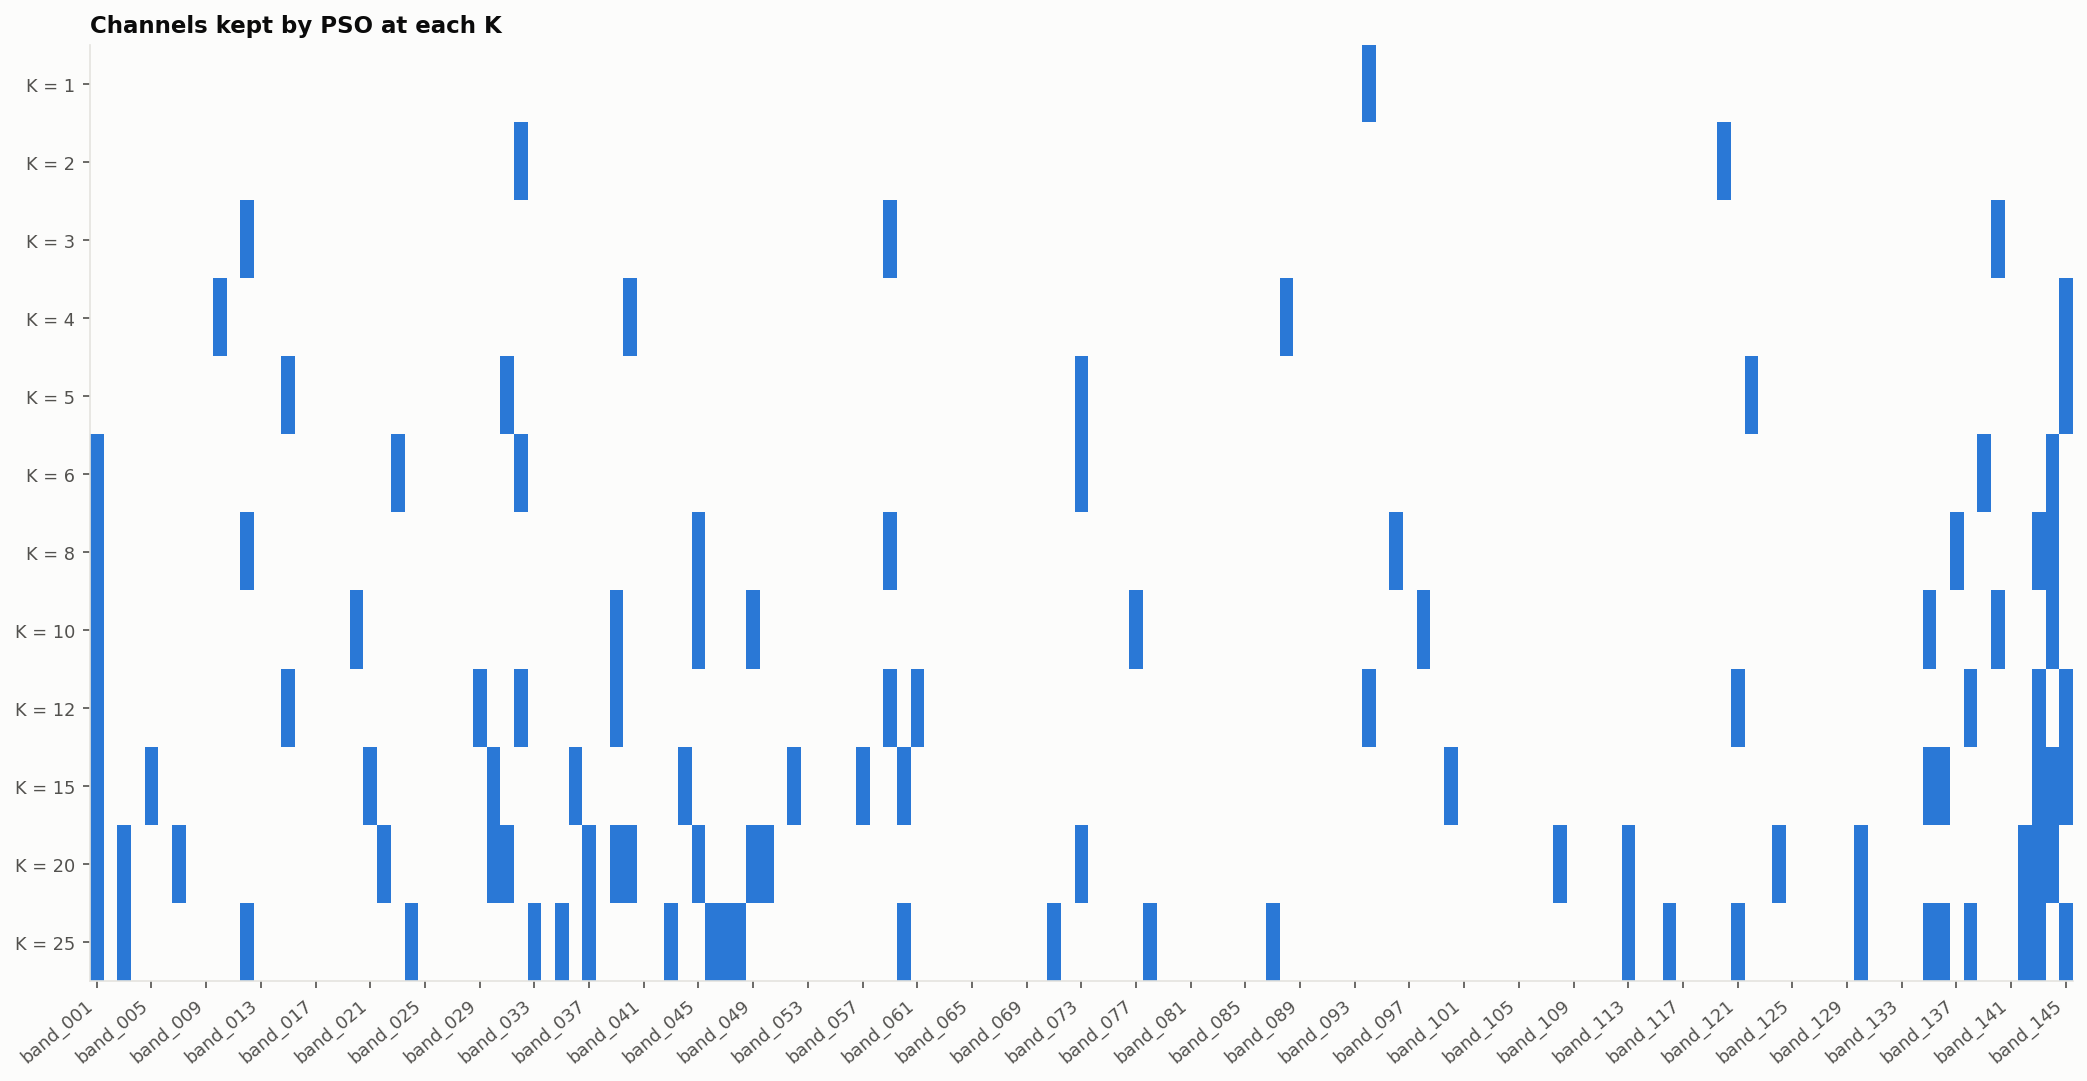 Channels kept by PSO at each K
K = 1
K = 2
K = 3
K = 4
K = 5
K = 6
K = 8
K = 10
K = 12
K = 15
K = 20
K = 25
band_001
band_005
band_009
band_013
band_017
band_021
band_025
band_029
band_033
band_037
band_041
band_045
band_049
band_053
band_057
band_061
band_065
band_069
band_073
band_077
band_081
band_085
band_089
band_093
band_097
band_101
band_105
band_109
band_113
band_117
band_121
band_125
band_129
band_133
band_137
band_141
band_145